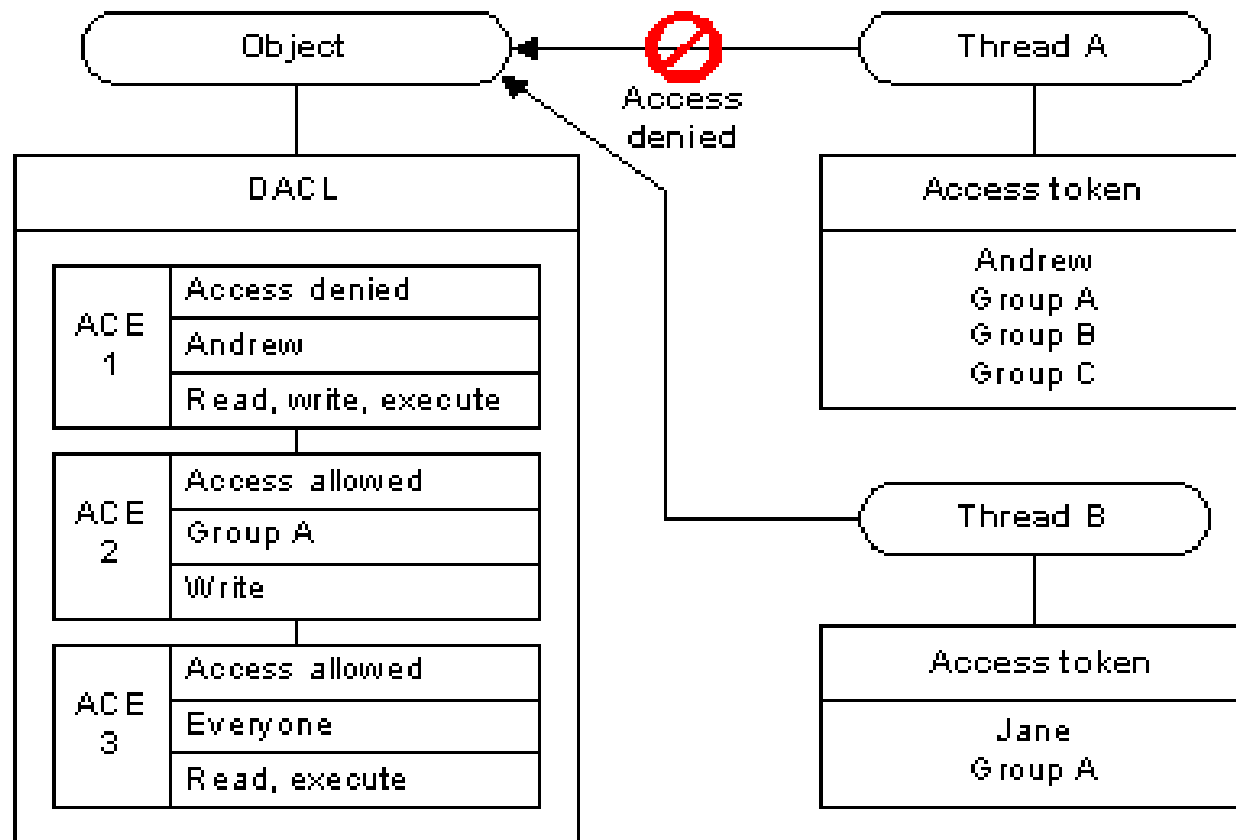 Object
Thread A
Access
denied
DACL
Access token
Andrew
Group A
Group B
Group C
ACE
1
Access denied
Andrew
Read, write, execute
ACE
2
Access allowed
Group A
Write
Thread B
ACE
3
Access allowed
Everyone
Read, execute
Access token
Jane
Group A